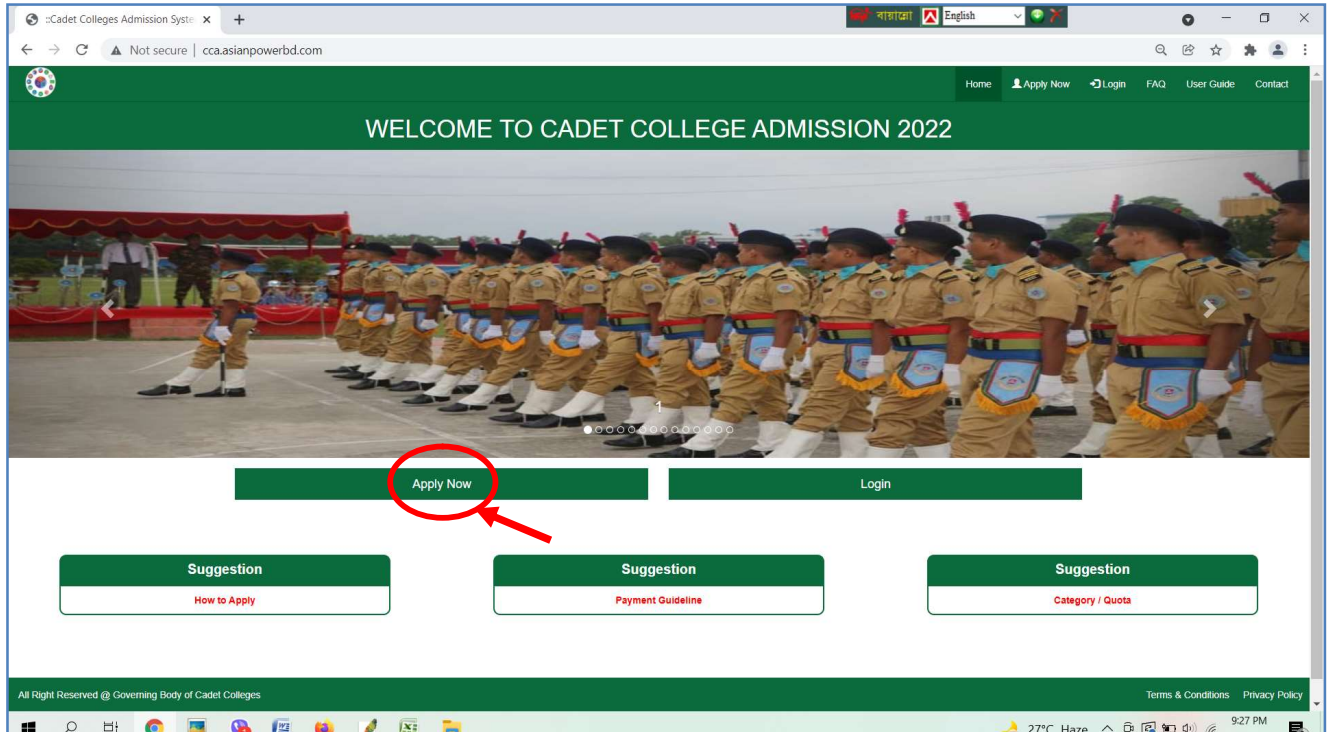 ::Cadet Colleges Admission Syste
বায়ান্নো English
Not secure | cca.asianpowerbd.com
Home Apply Now Login FAQ User Guide Contact
WELCOME TO CADET COLLEGE ADMISSION 2022
1
Apply Now Login
Suggestion Suggestion Suggestion
How to Apply Payment Guideline Category / Quota
All Right Reserved @ Governing Body of Cadet Colleges Terms & Conditions Privacy Policy
27°C Haze 9:27 PM